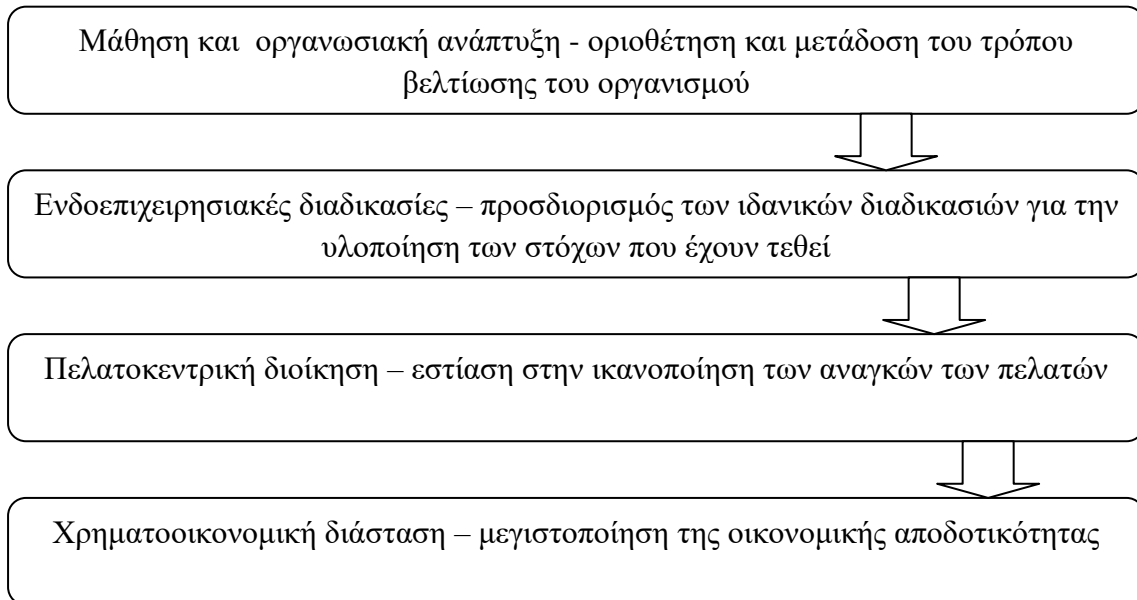 Μάθηση και οργανωσιακή ανάπτυξη - οριοθέτηση και μετάδοση του τρόπου
βελτίωσης του οργανισμού
Ενδοεπιχειρησιακές διαδικασίες – προσδιορισμός των ιδανικών διαδικασιών για την
υλοποίηση των στόχων που έχουν τεθεί
Πελατοκεντρική διοίκηση – εστίαση στην ικανοποίηση των αναγκών των πελατών
Χρηματοοικονομική διάσταση – μεγιστοποίηση της οικονομικής αποδοτικότητας